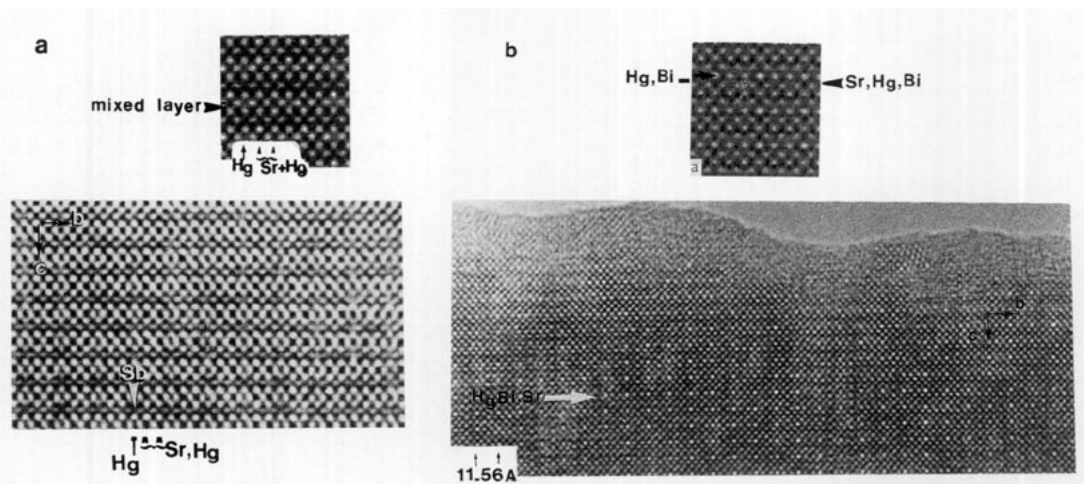 a
mixed layer
Hg Sr+Hg
b
c
Sb
Hg Sr,Hg
b
Hg,Bi
Sr,Hg,Bi
a
b
c
Hg,Bi,Sr
11.56A